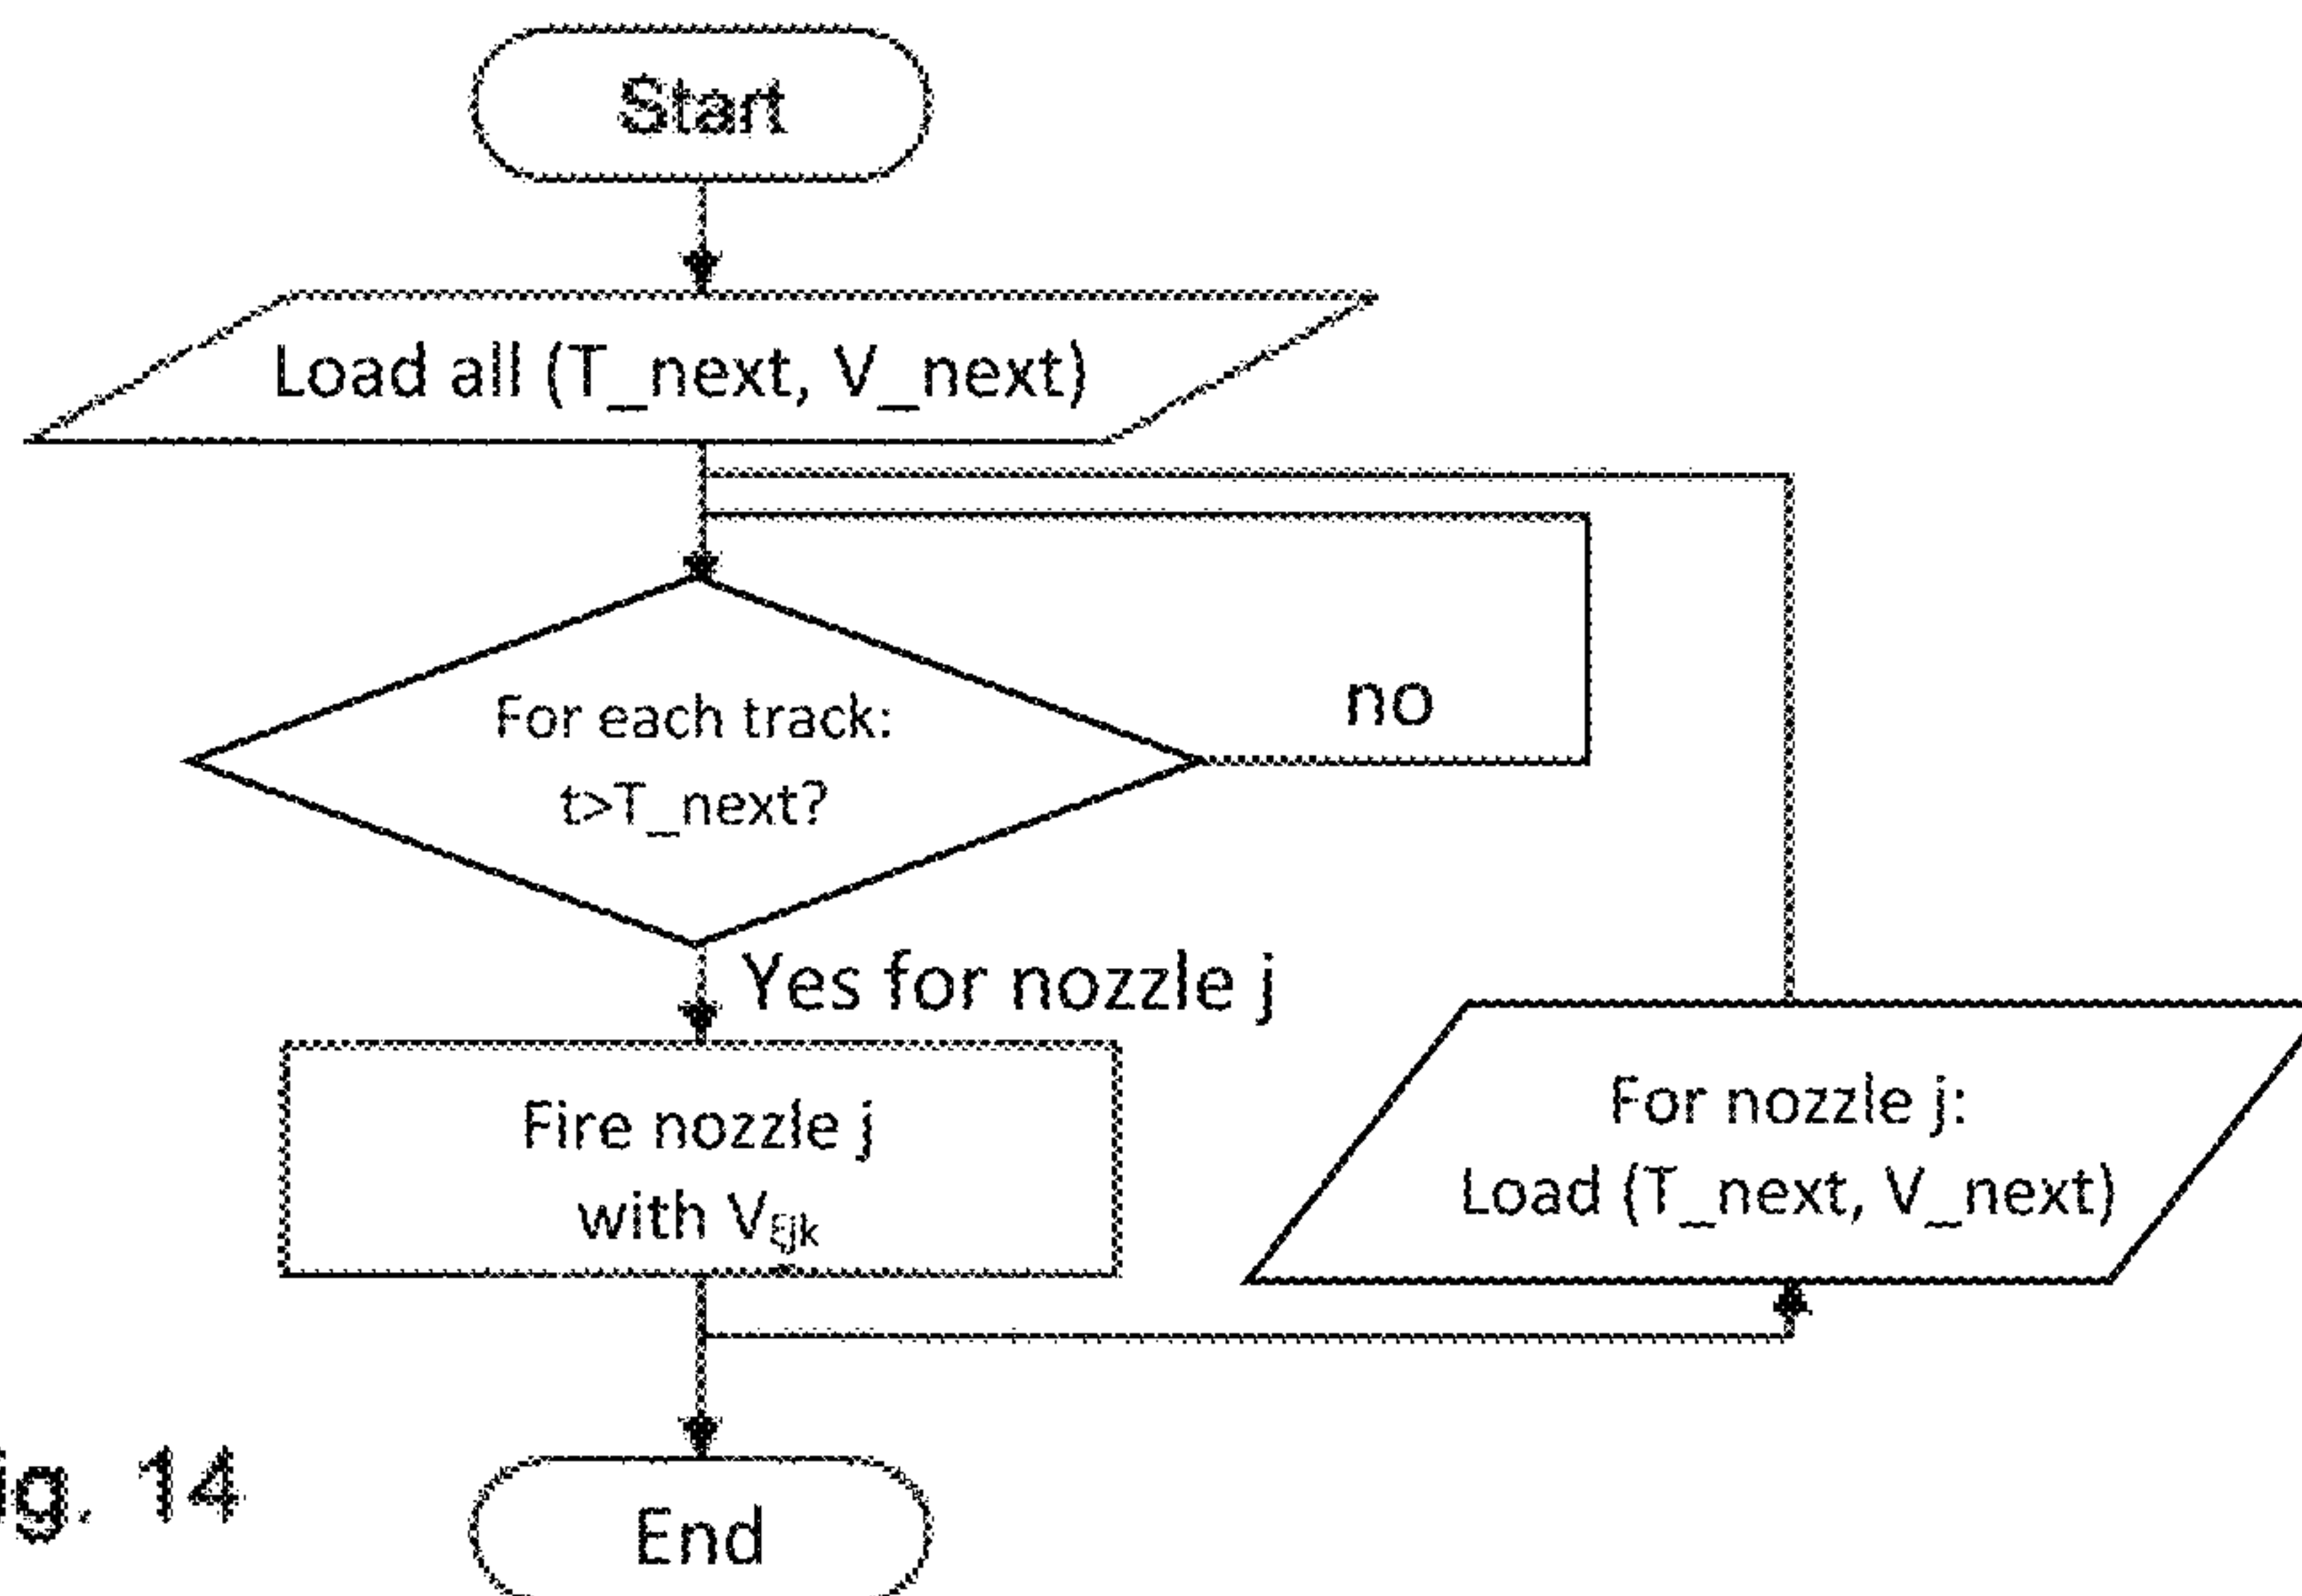 Start
Load all (T_next, V_next)
no
For each track:
t>T_next?
Yes for nozzle j
Fire nozzle j
with V
For nozzle j:
Load (T_next, V_next)
ig. 14
End